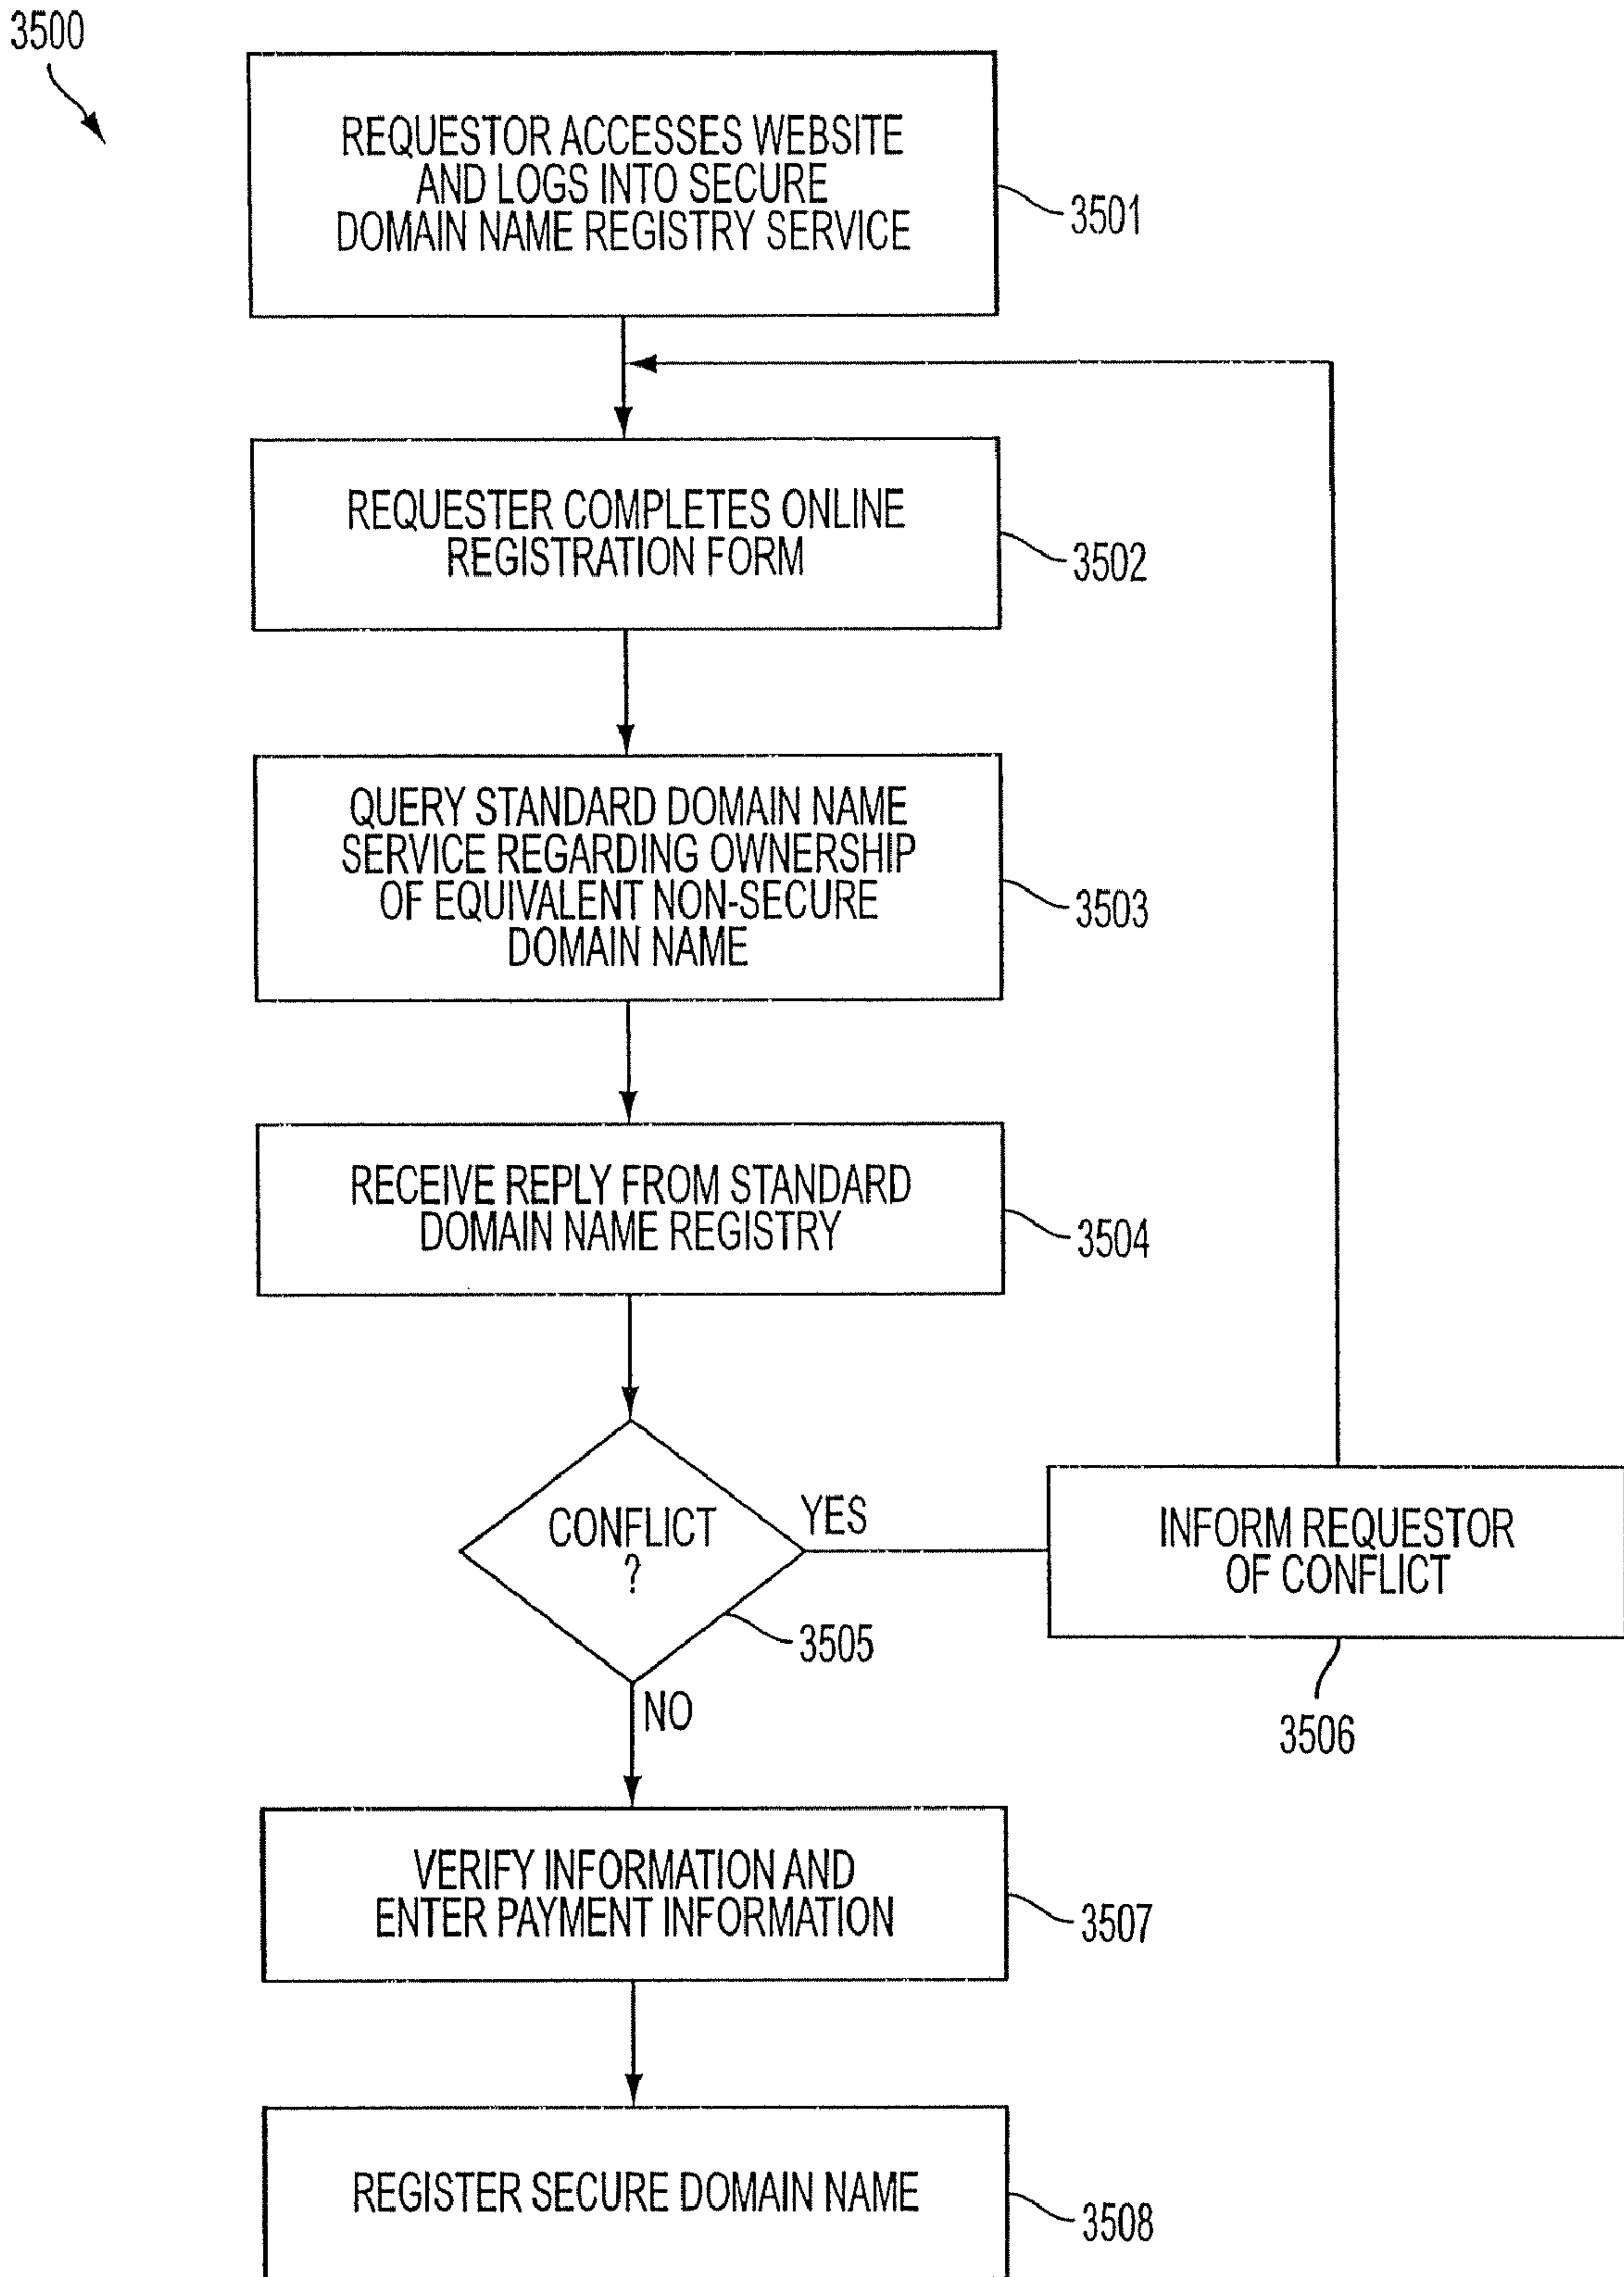 3500
REQUESTOR ACCESSES WEBSITE
AND LOGS INTO SECURE
DOMAIN NAME REGISTRY SERVICE
3501
REQUESTER COMPLETES ONLINE
REGISTRATION FORM
3502
QUERY STANDARD DOMAIN NAME
SERVICE REGARDING OWNERSHIP
OF EQUIVALENT NON-SECURE
DOMAIN NAME
3503
RECEIVE REPLY FROM STANDARD
DOMAIN NAME REGISTRY
3504
CONFLICT
?
YES
3505
NO
INFORM REQUESTOR
OF CONFLICT
3506
VERIFY INFORMATION AND
ENTER PAYMENT INFORMATION
3507
REGISTER SECURE DOMAIN NAME
3508